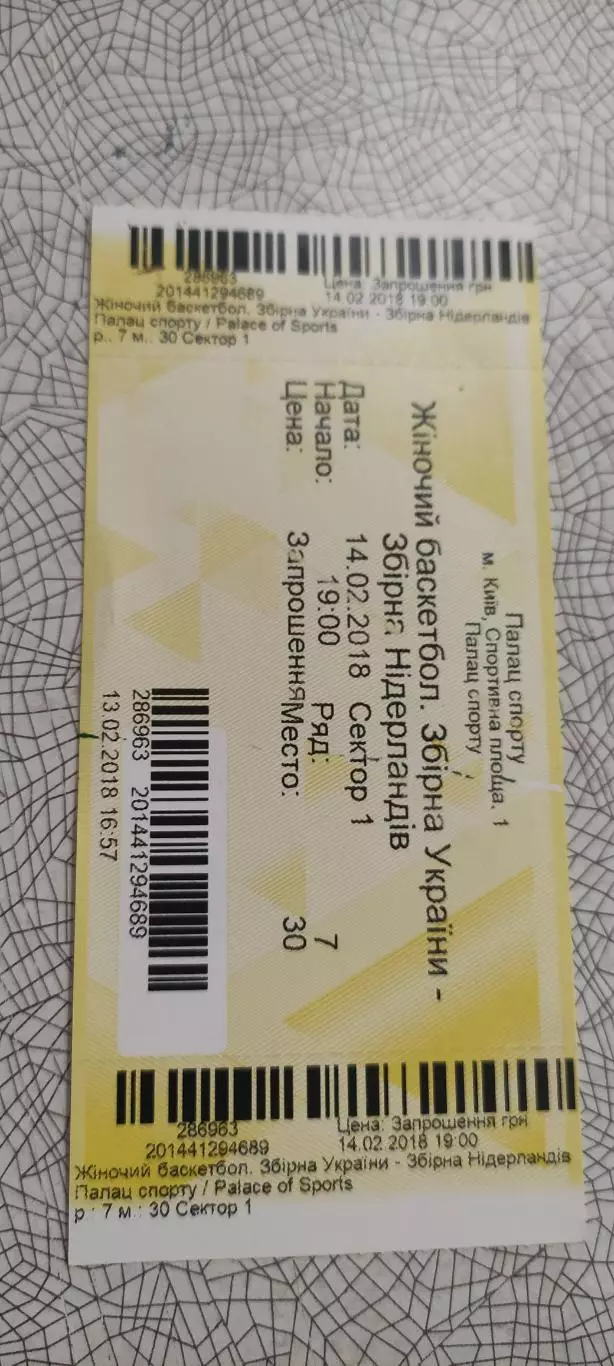 286963
201441294689
Цена: Запрошення грн
14.02.2018 19:00
Жіночий баскетбол. Збірна України - Збірна Нідерландів
Палац спорту / Palace of Sports
р.: 7 м.: 30 Сектор 1
Палац спорту
м. Київ, Спортивна площа, 1
Палац спорту
Жіночий баскетбол. Збірна України -
Збірна Нідерландів
Дата: 14.02.2018 Сектор 1
Начало: 19:00 Ряд: 7
Цена: Запрошення Место: 30
286963 201441294689
13.02.2018 16:57
286963
201441294689
Цена: Запрошення грн
14.02.2018 19:00
Жіночий баскетбол. Збірна України - Збірна Нідерландів
Палац спорту / Palace of Sports
р.: 7 м.: 30 Сектор 1